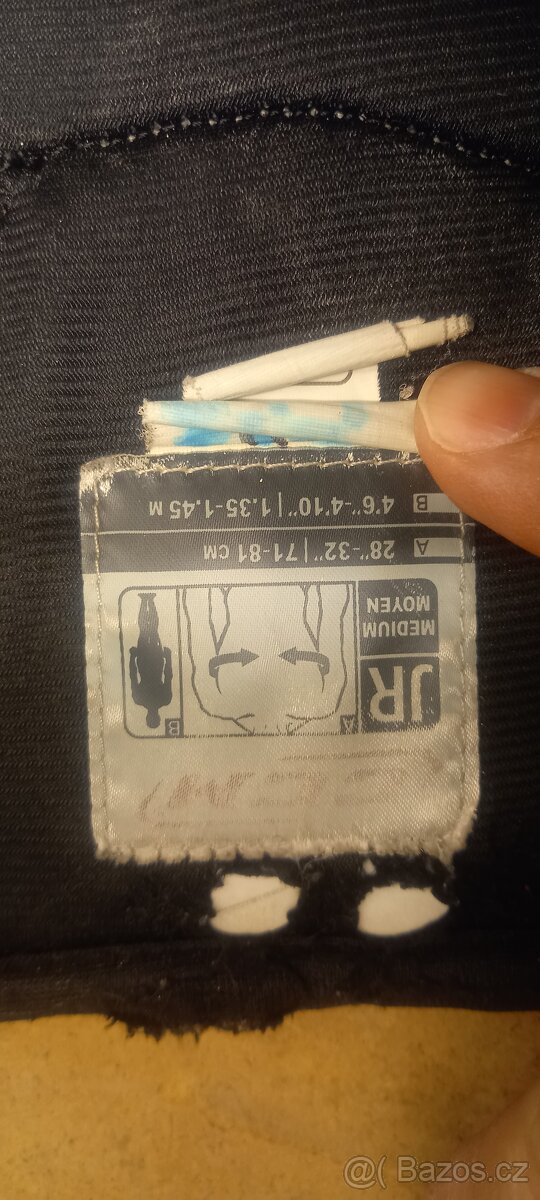 JR
MEDIUM
MOYEN
A
B
A 28"-32" | 71-81 CM
B 4'6"-4'10" | 1.35-1.45 M
@( Bazos.cz